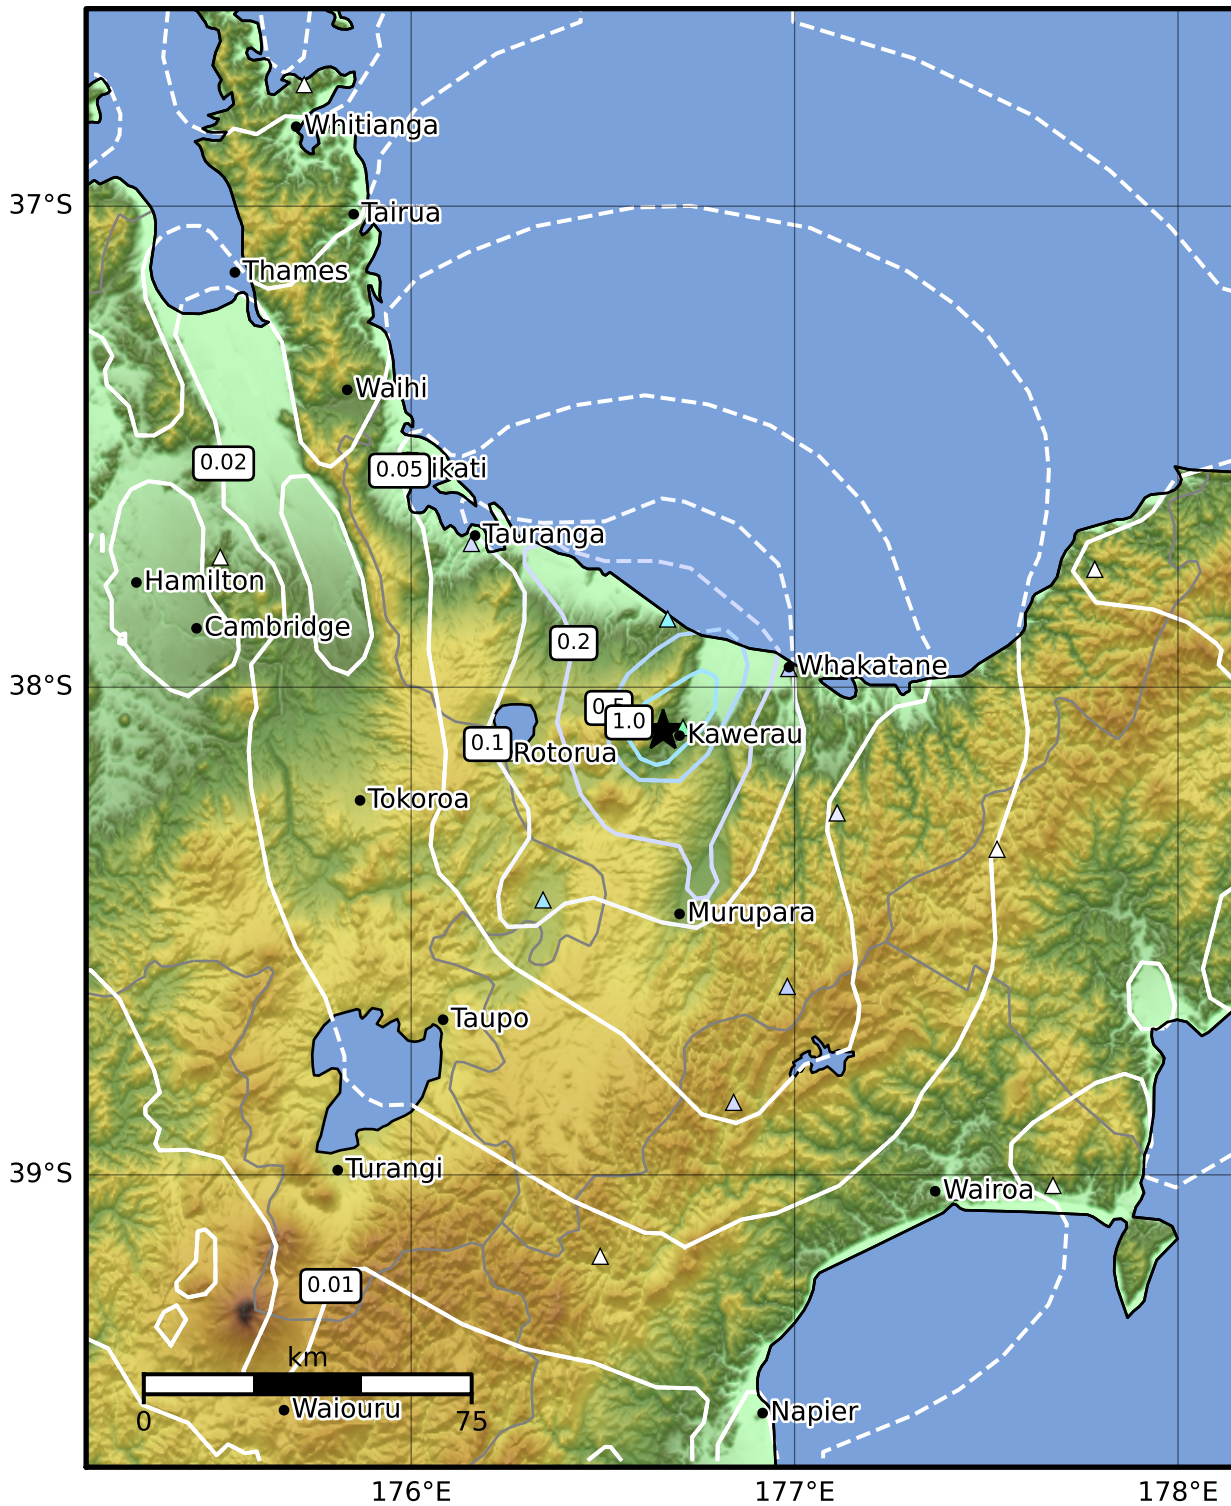 Whitianga
37°S
Tairua
Thames
Waihi
0.02
0.05
ikati
Tauranga
Hamilton
Cambridge
0.2
Whakatane
38°S
1.0
Kawerau
0.1
Rotorua
Tokoroa
Murupara
Taupo
39°S
Turangi
Wairoa
0.01
km
0
75
Waiouru
Napier
176°E
177°E
178°E